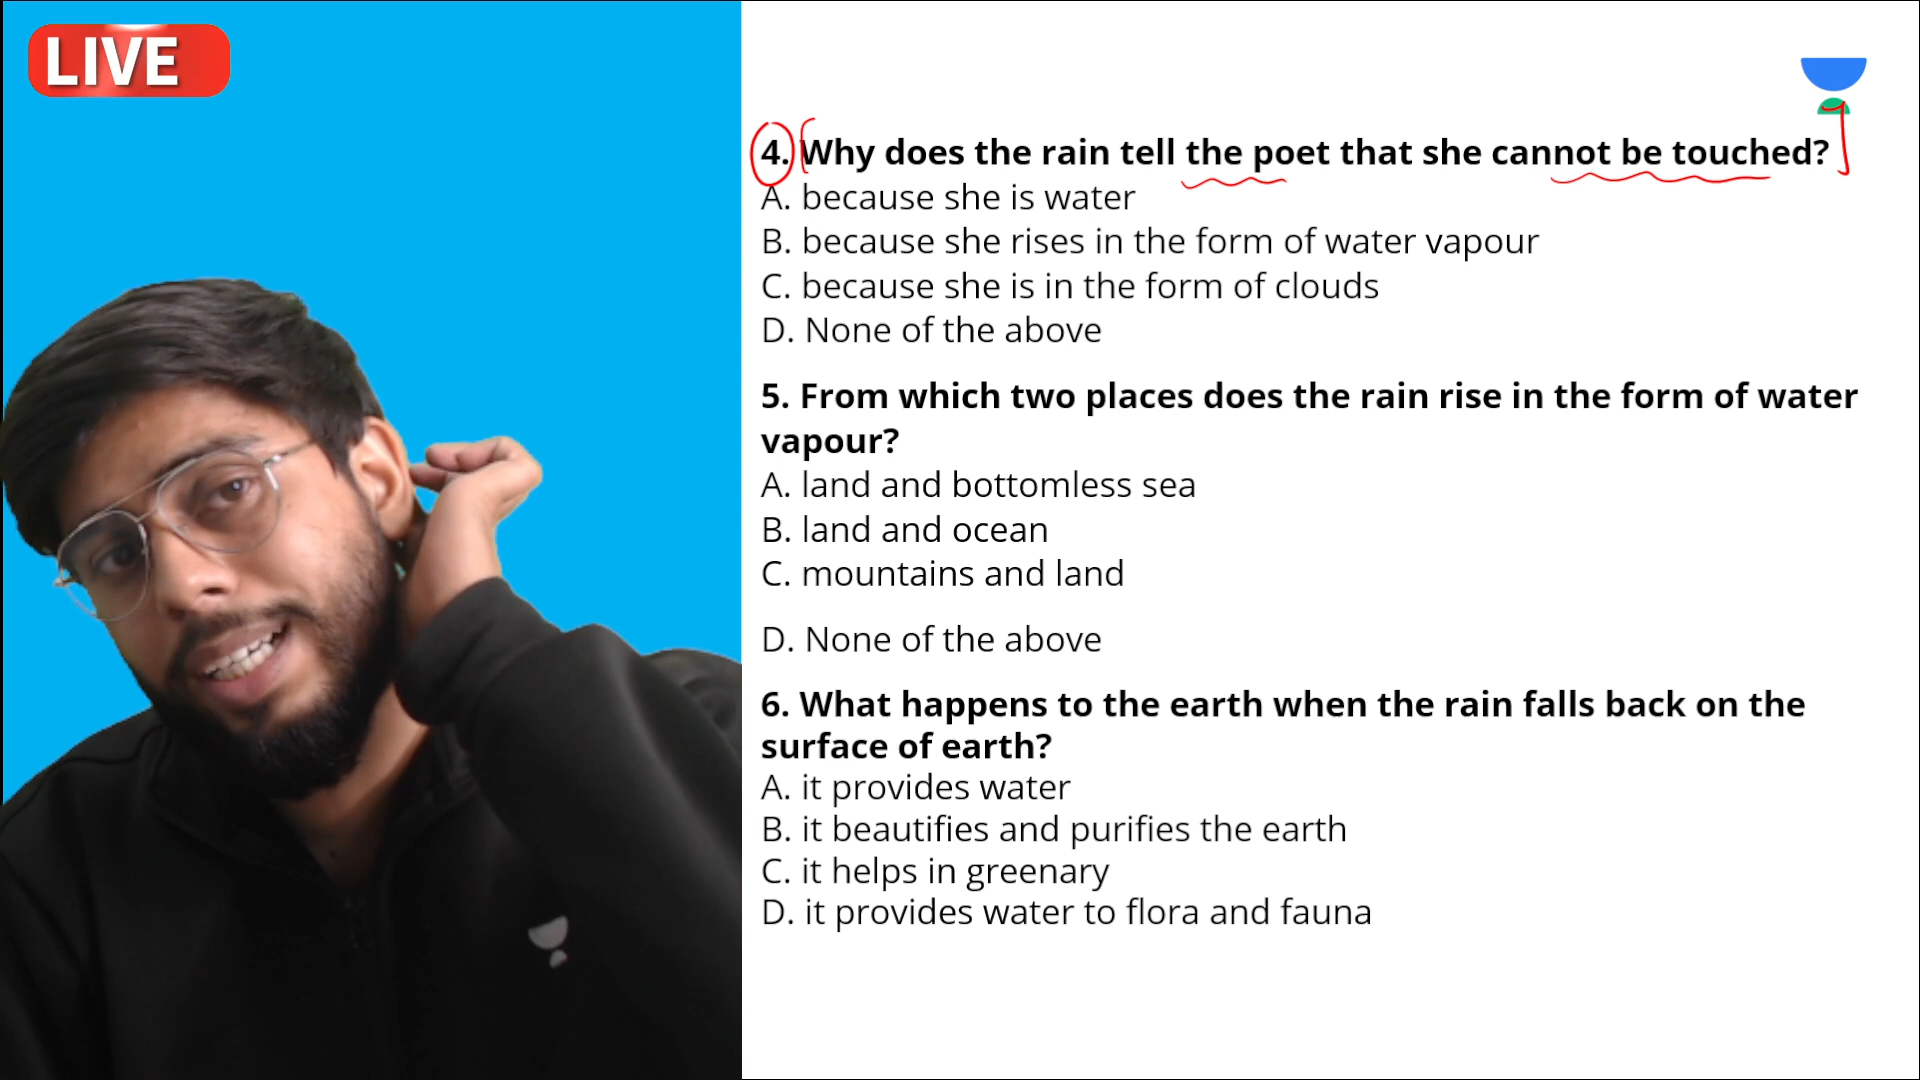 LIVE
4. Why does the rain tell the poet that she cannot be touched?
A. because she is water
B. because she rises in the form of water vapour
C. because she is in the form of clouds
D. None of the above
5. From which two places does the rain rise in the form of water
vapour?
A. land and bottomless sea
B. land and ocean
C. mountains and land
D. None of the above
6. What happens to the earth when the rain falls back on the
surface of earth?
A. it provides water
B. it beautifies and purifies the earth
C. it helps in greenary
D. it provides water to flora and fauna